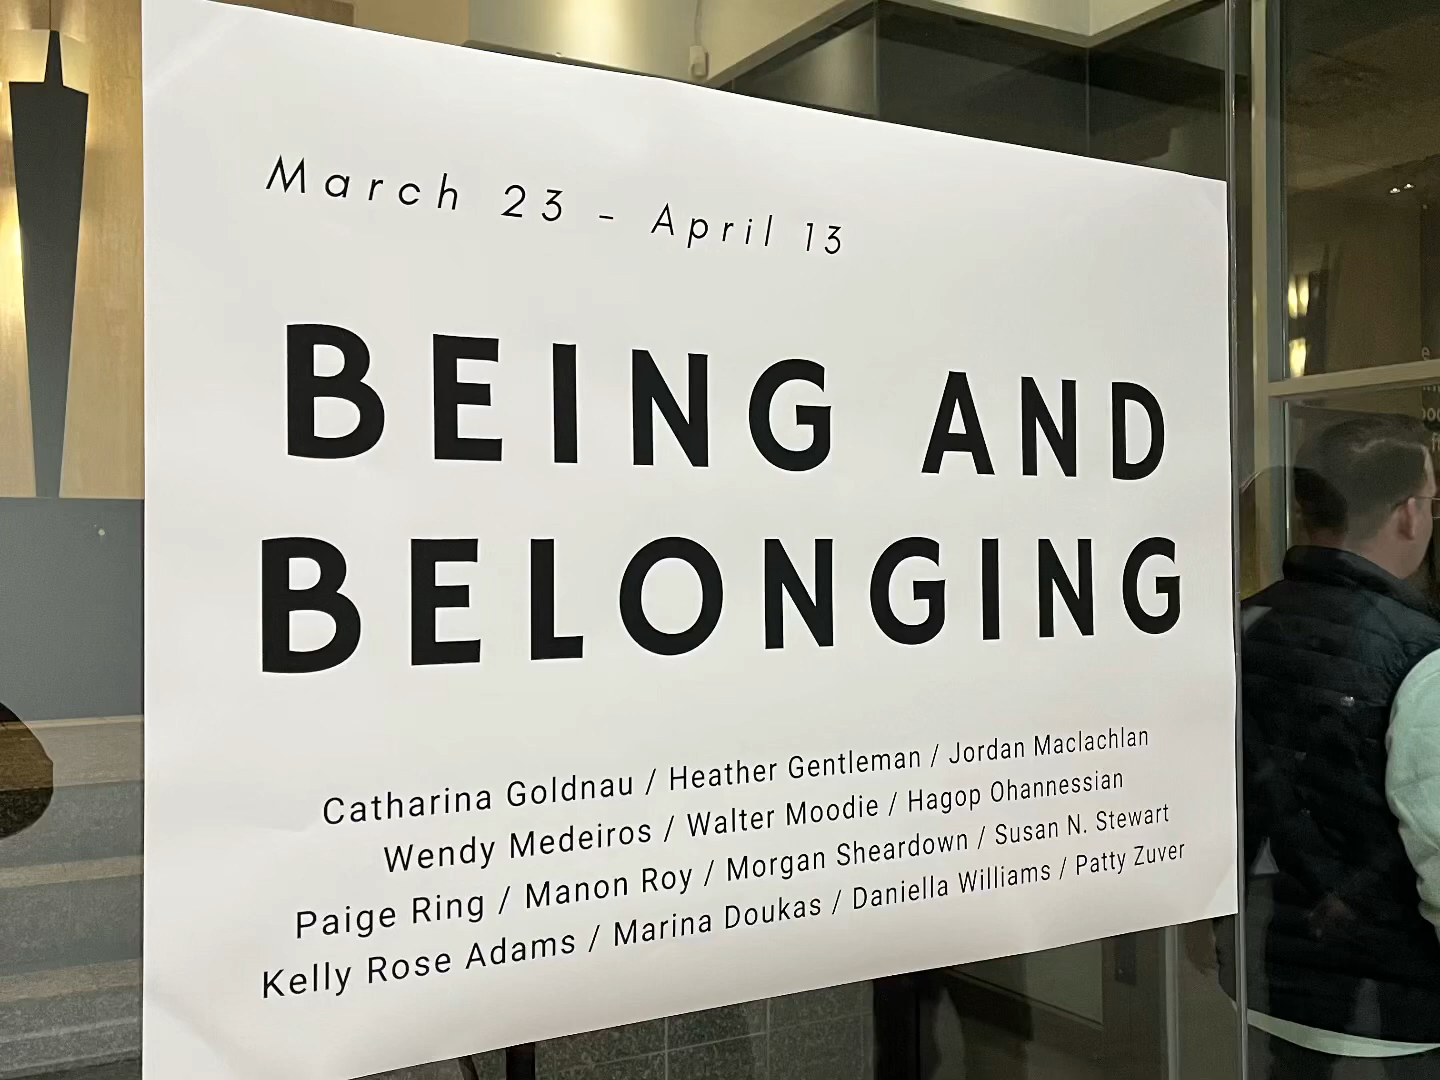 March 23 - April 13
BEING AND
BELONGING
Catharina Goldnau / Heather Gentleman / Jordan Maclachlan
Wendy Medeiros / Walter Moodie / Hagop Ohannessian
Paige Ring / Manon Roy / Morgan Sheardown / Susan N. Stewart
Kelly Rose Adams / Marina Doukas / Daniella Williams / Patty Zuver